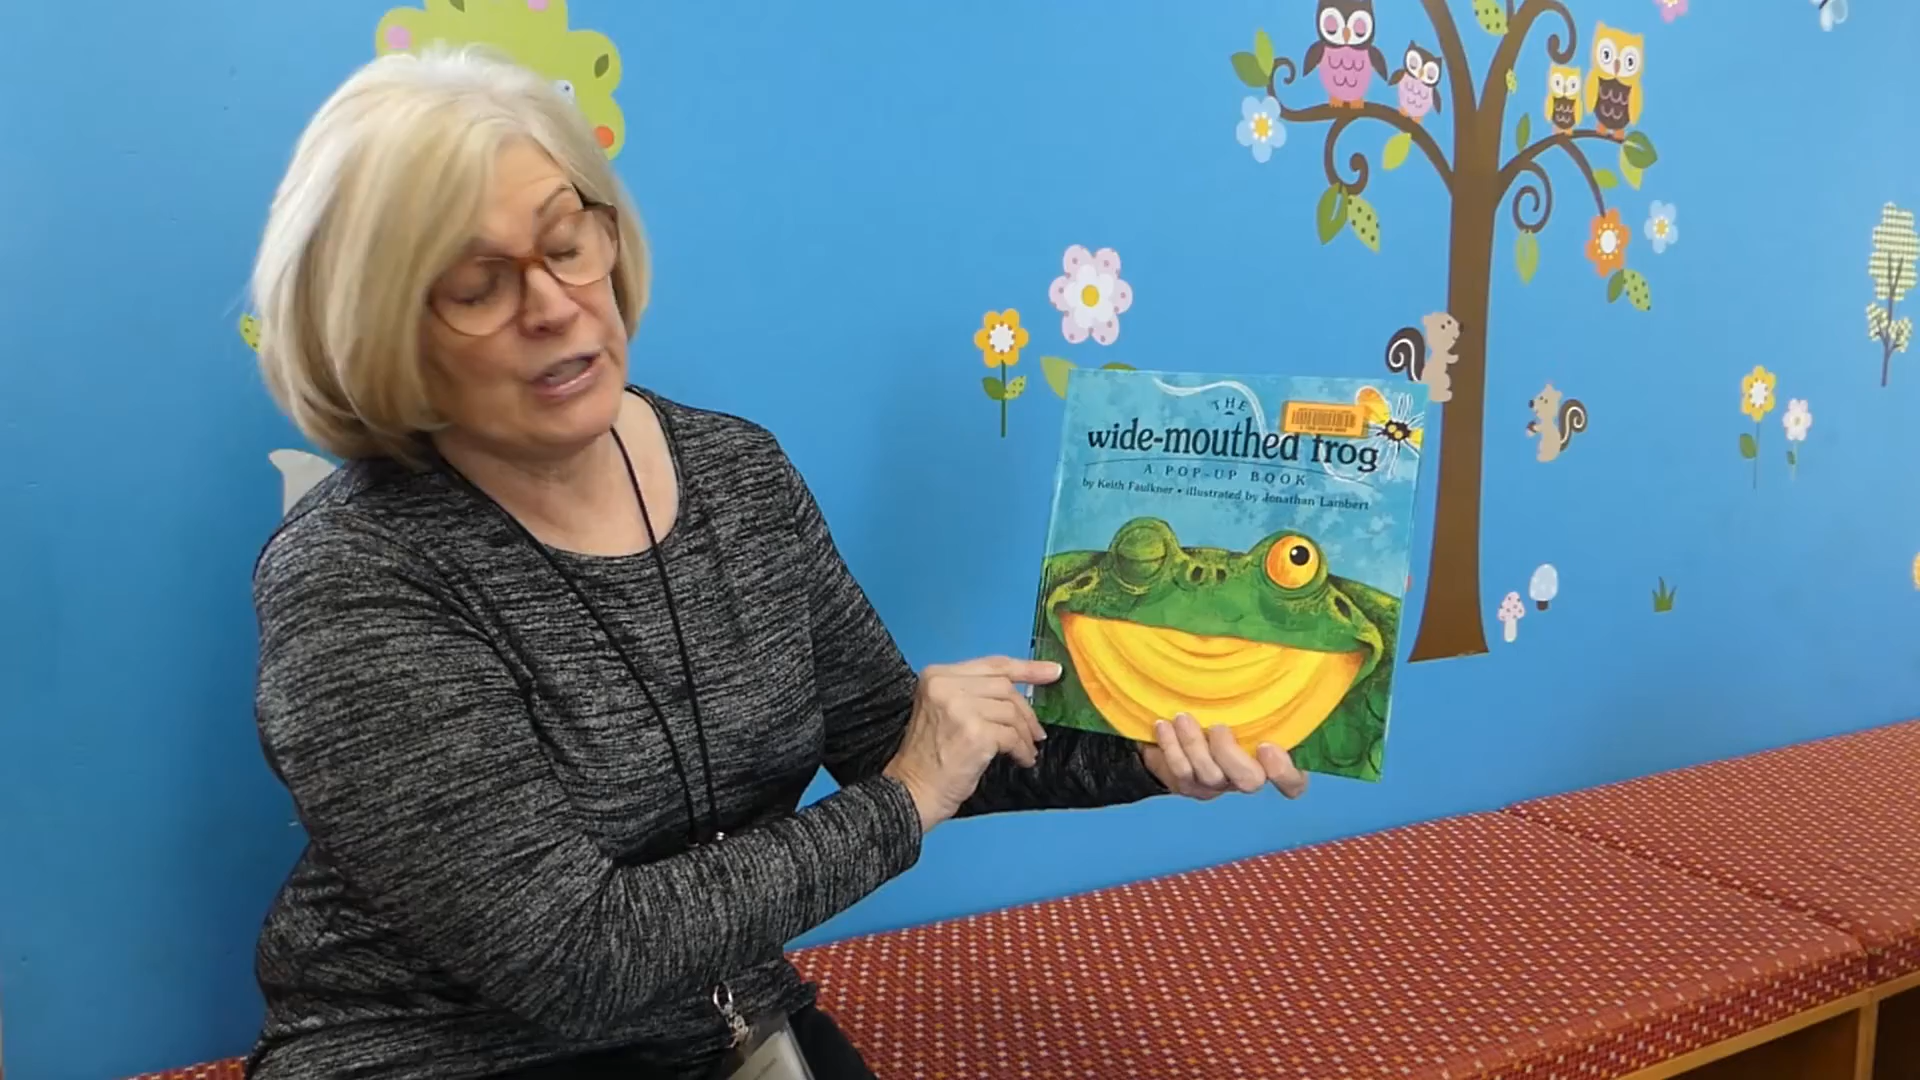 THE
wide-mouthed frog
A POP-UP BOOK
by Keith Faulkner • illustrated by Jonathan Lambert